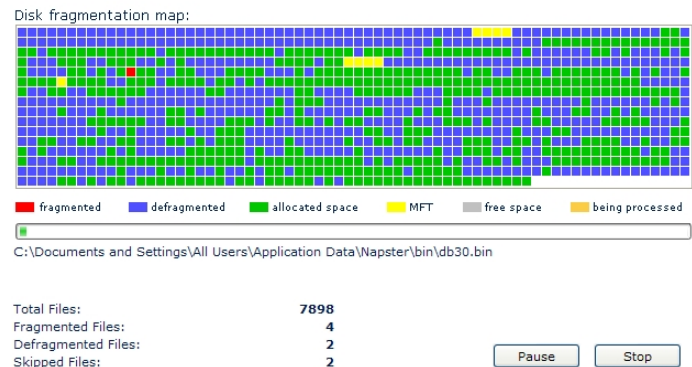 Disk fragmentation map:
fragmented defragmented allocated space MFT free space being processed
C:\Documents and Settings\All Users\Application Data\Napster\bin\db30.bin
Total Files: 7898
Fragmented Files: 4
Defragmented Files: 2
Skipped Files: 2
Pause Stop